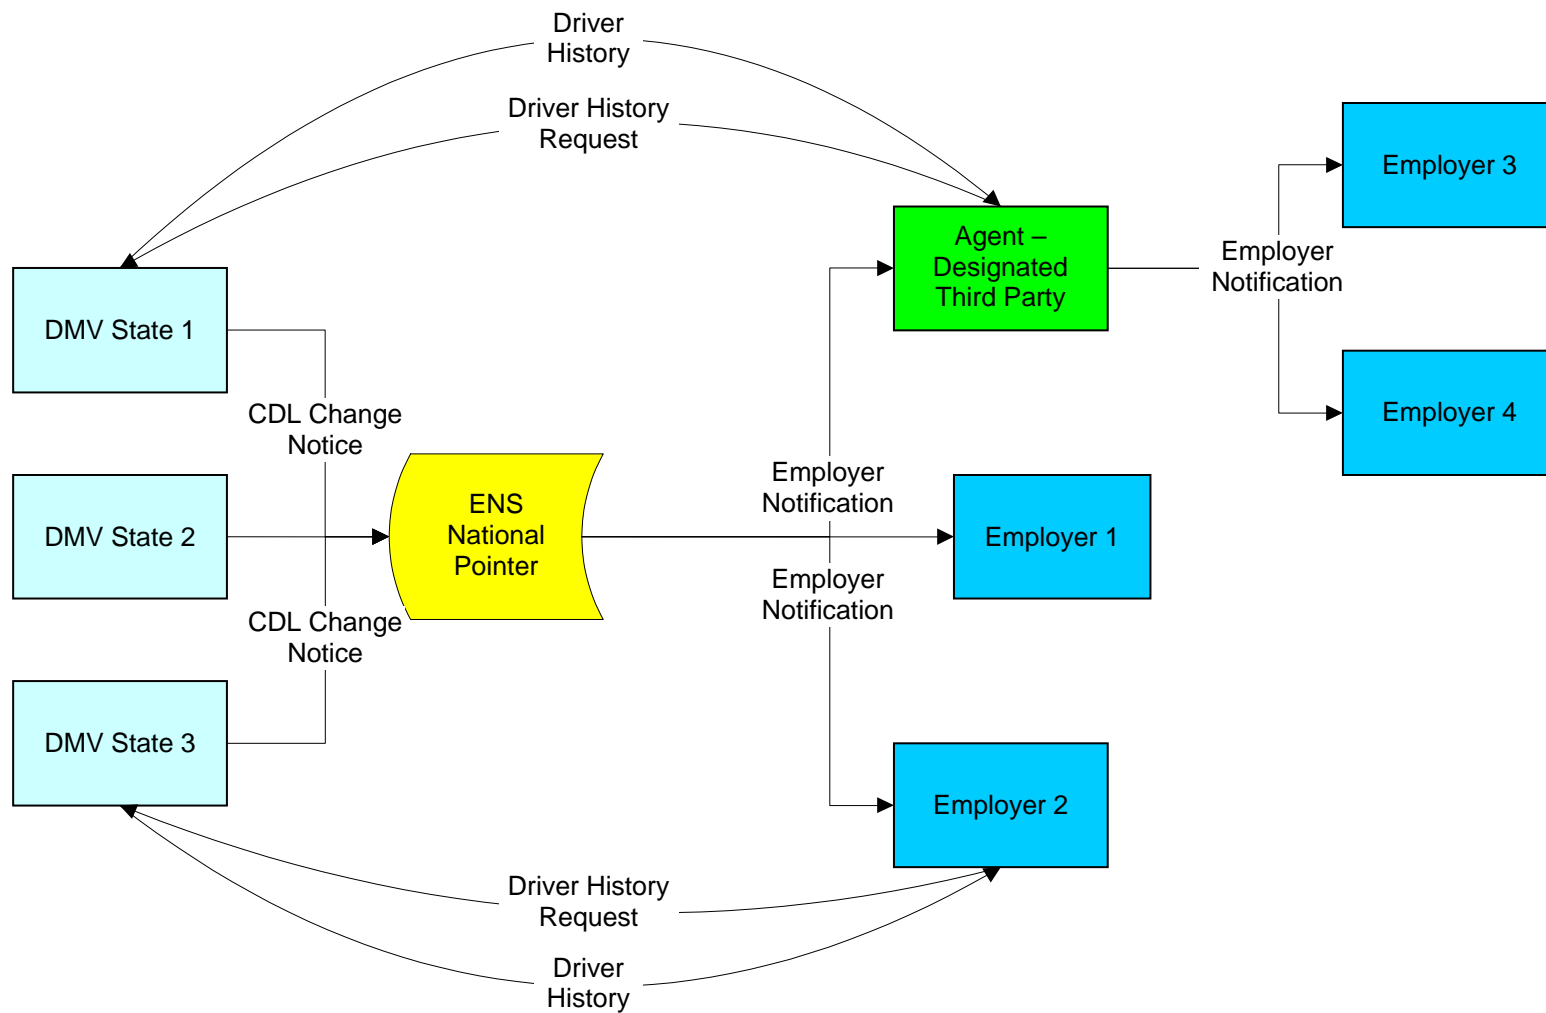 Driver
History
Driver History
Request
Employer 3
Agent –
Designated
Third Party
Employer
Notification
DMV State 1
Employer 4
CDL Change
Notice
Employer
Notification
DMV State 2
ENS
National
Pointer
Employer 1
Employer
Notification
CDL Change
Notice
DMV State 3
Employer 2
Driver History
Request
Driver
History